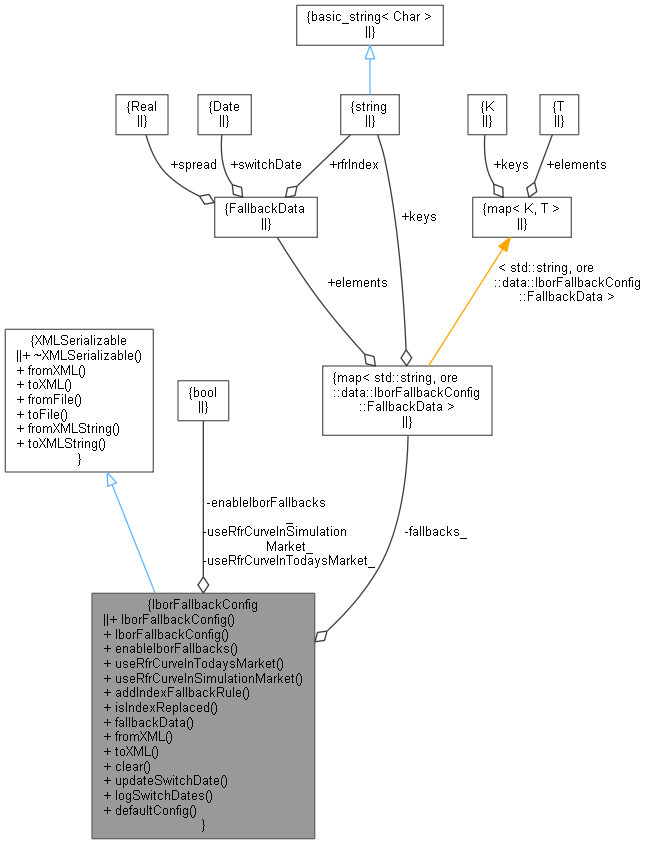 {basic_string< Char >
||}
{Real
||}
{Date
||}
{string
||}
{K
||}
{T
||}
+spread
+switchDate
+rfrIndex
+keys
+elements
{FallbackData
||}
+keys
{map< K, T >
||}
+elements
< std::string, ore
::data::IborFallbackConfig
::FallbackData >
{XMLSerializable
||+ ~XMLSerializable()
+ fromXML()
+ toXML()
+ fromFile()
+ toFile()
+ fromXMLString()
+ toXMLString()
}
{bool
||}
{map< std::string, ore
::data::IborFallbackConfig
::FallbackData >
||}
-enableIborFallbacks
_
-useRfrCurveInSimulation
Market_
-useRfrCurveInTodaysMarket_
-fallbacks_
{IborFallbackConfig
||+ IborFallbackConfig()
+ IborFallbackConfig()
+ enableIborFallbacks()
+ useRfrCurveInTodaysMarket()
+ useRfrCurveInSimulationMarket()
+ addIndexFallbackRule()
+ isIndexReplaced()
+ fallbackData()
+ fromXML()
+ toXML()
+ clear()
+ updateSwitchDate()
+ logSwitchDates()
+ defaultConfig()
}